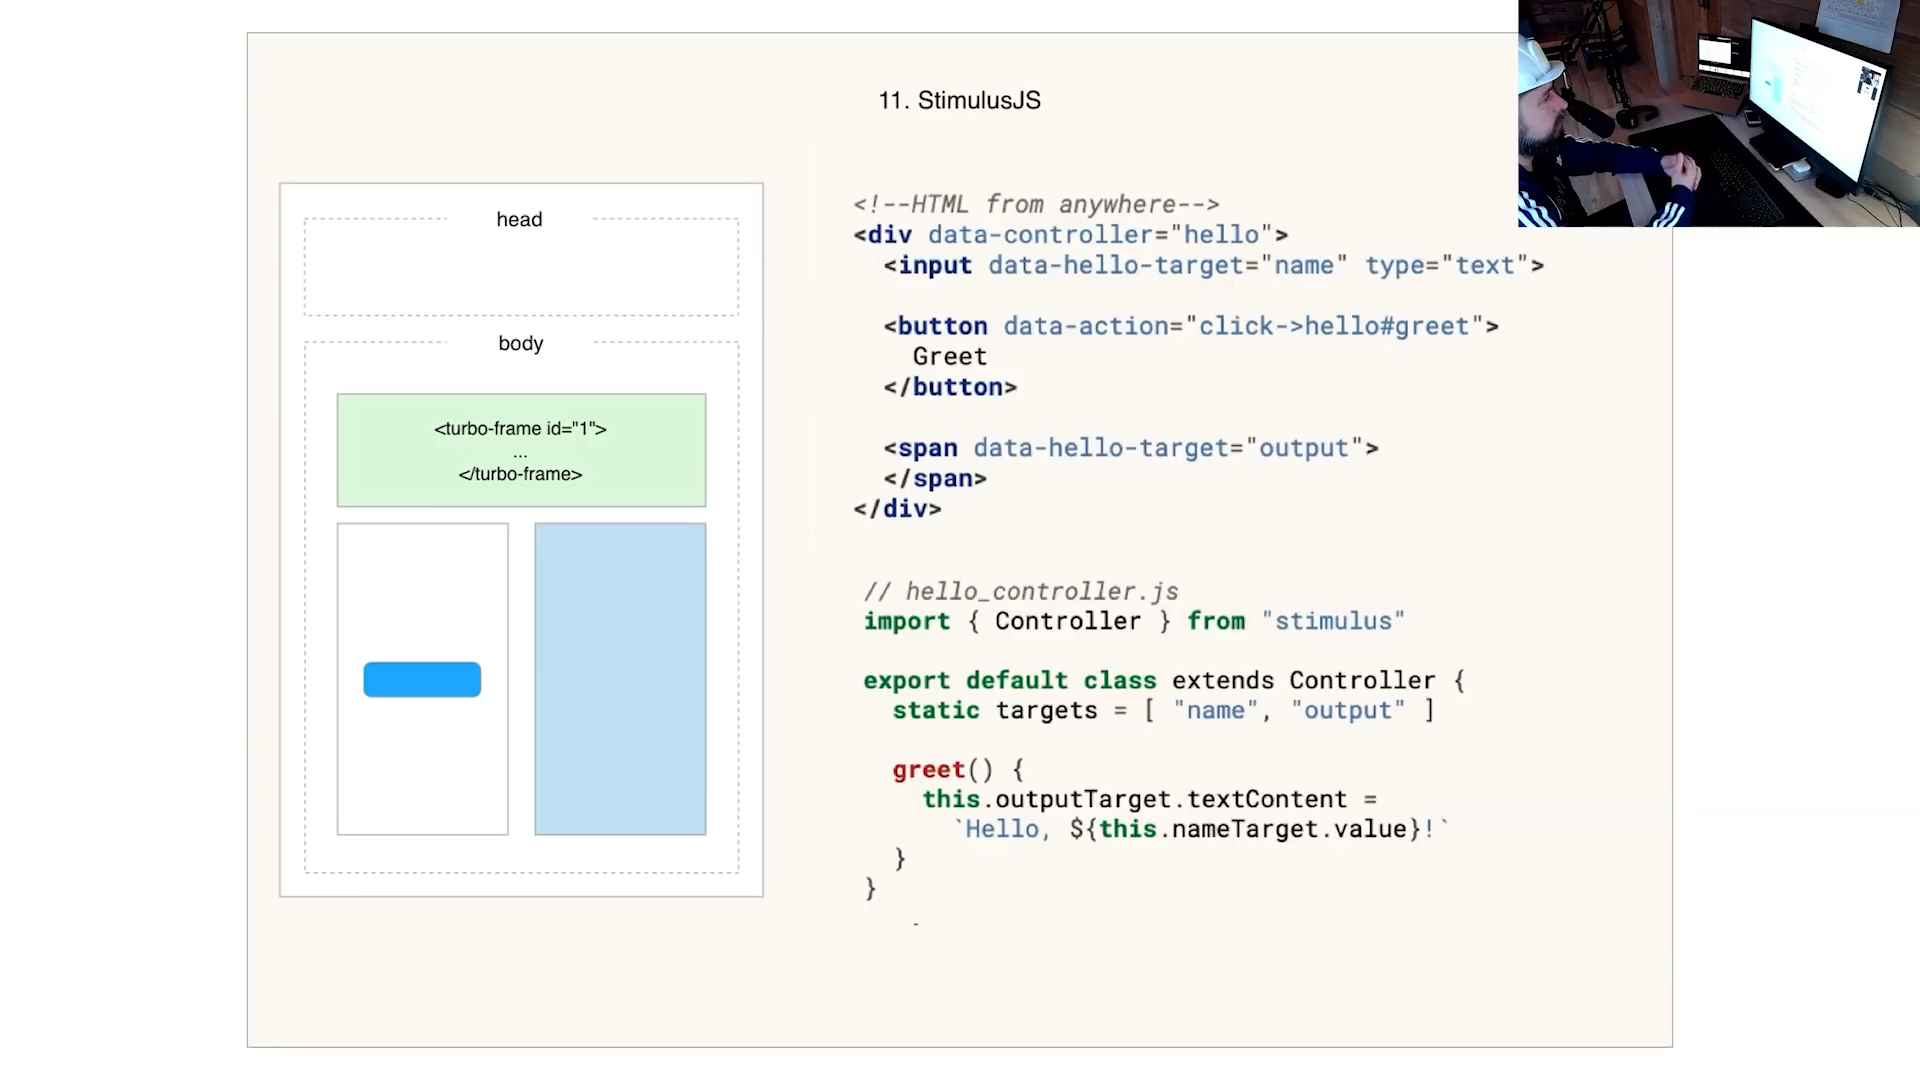 11. StimulusJS
head
body
<turbo-frame id="1">
...
</turbo-frame>
<!--HTML from anywhere-->
<div data-controller="hello">
<input data-hello-target="name" type="text">
<button data-action="click->hello#greet">
Greet
</button>
<span data-hello-target="output">
</span>
</div>
// hello_controller.js
import { Controller } from "stimulus"
export default class extends Controller {
static targets = [ "name", "output" ]
greet() {
this.outputTarget.textContent =
`Hello, ${this.nameTarget.value}!`
}
}